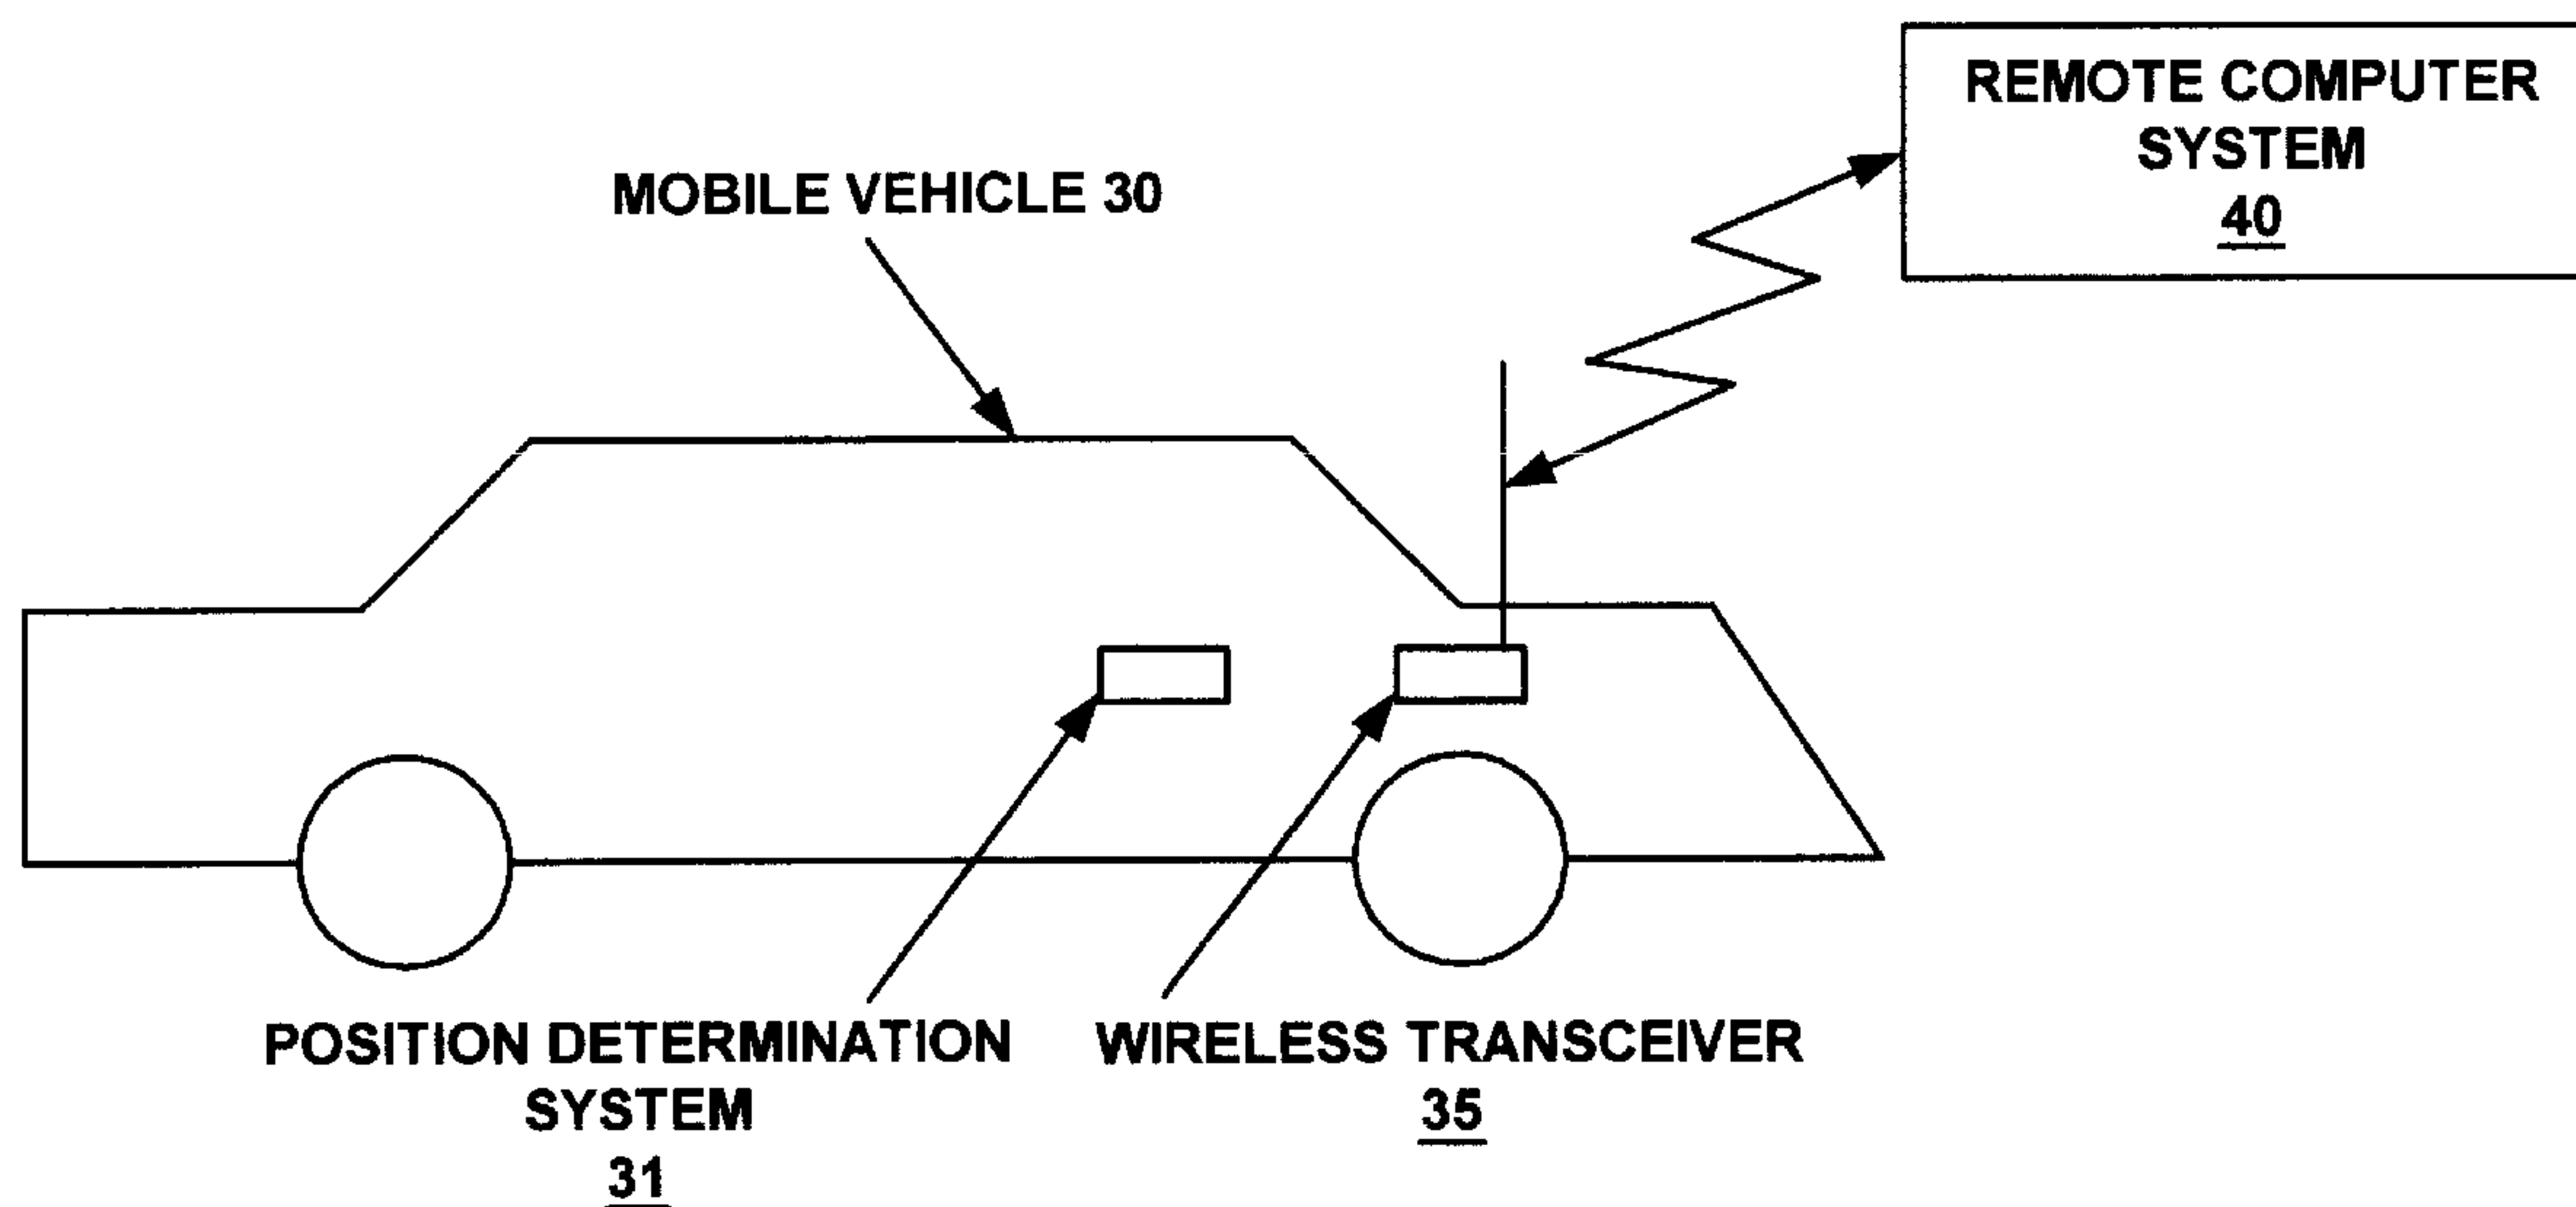 REMOTE COMPUTER
SYSTEM
40
MOBILE VEHICLE 30
POSITION DETERMINATION
SYSTEM
31
WIRELESS TRANSCEIVER
35